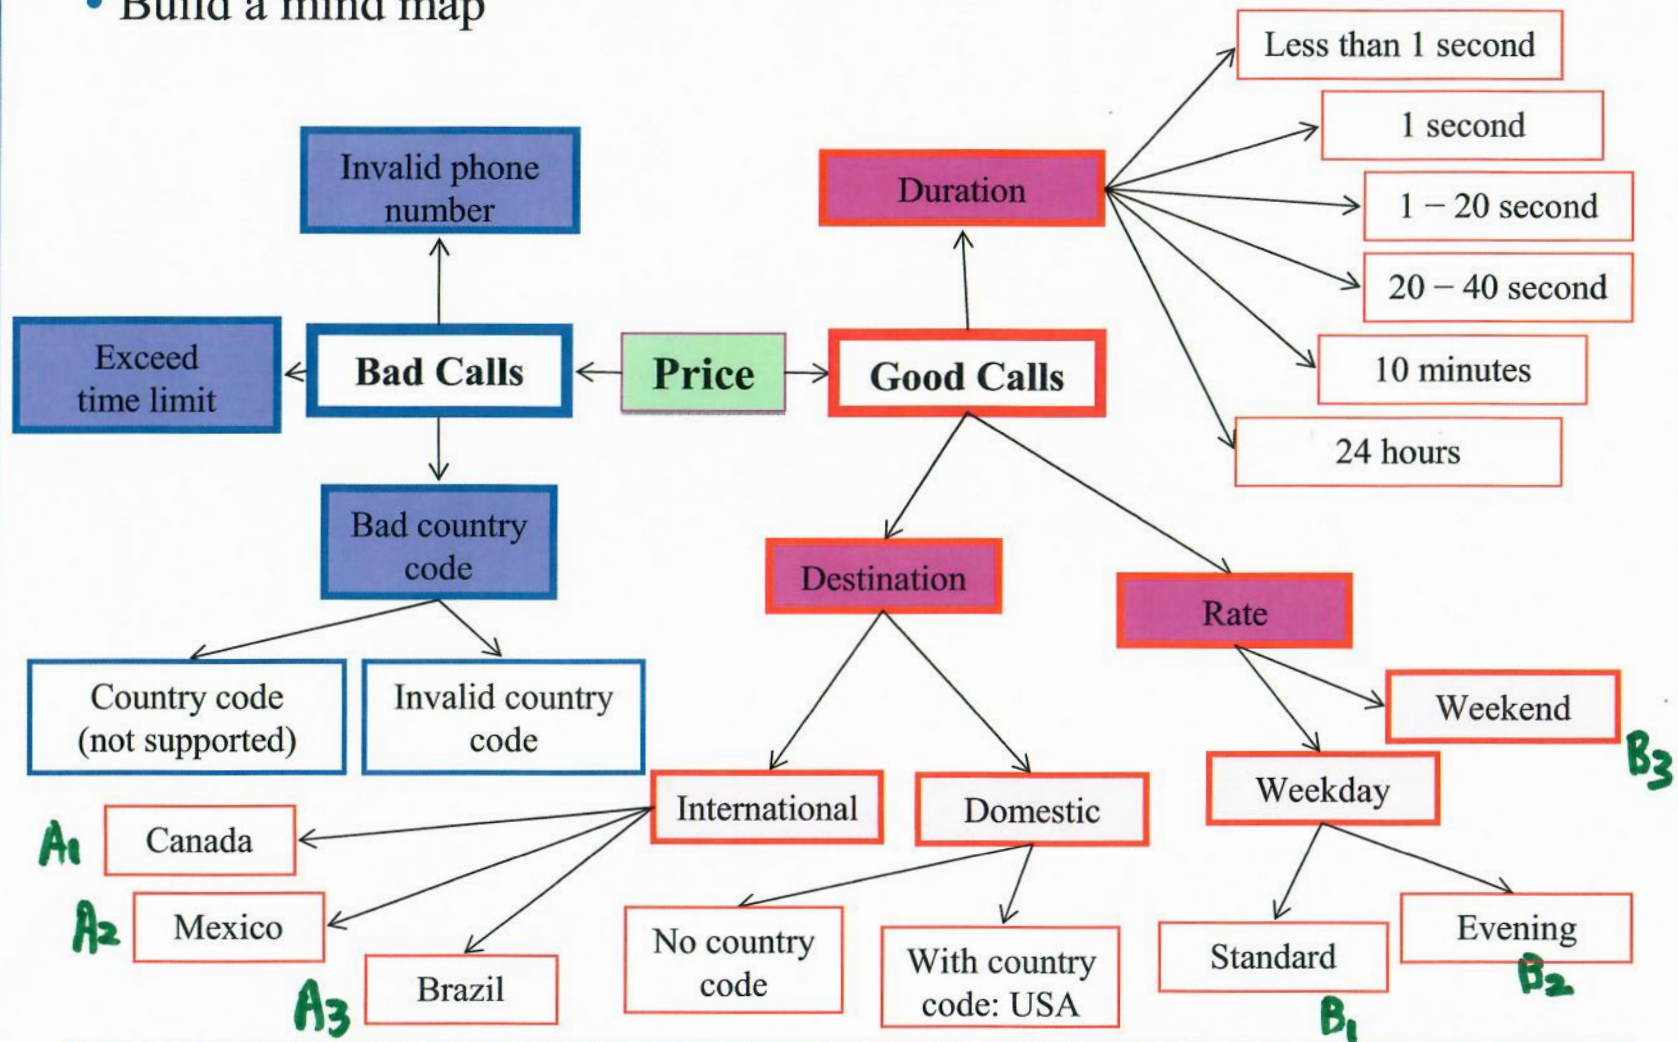 • Build a mind map
Less than 1 second
1 second
Invalid phone
number
Duration
1 – 20 second
20 – 40 second
Exceed
time limit
Bad Calls
Price
Good Calls
10 minutes
24 hours
Bad country
code
Destination
Rate
Country code
(not supported)
Invalid country
code
Weekend
B3
International
Domestic
Weekday
A1
Canada
A2
Mexico
A3
Brazil
No country
code
With country
code: USA
Standard
B1
Evening
B2